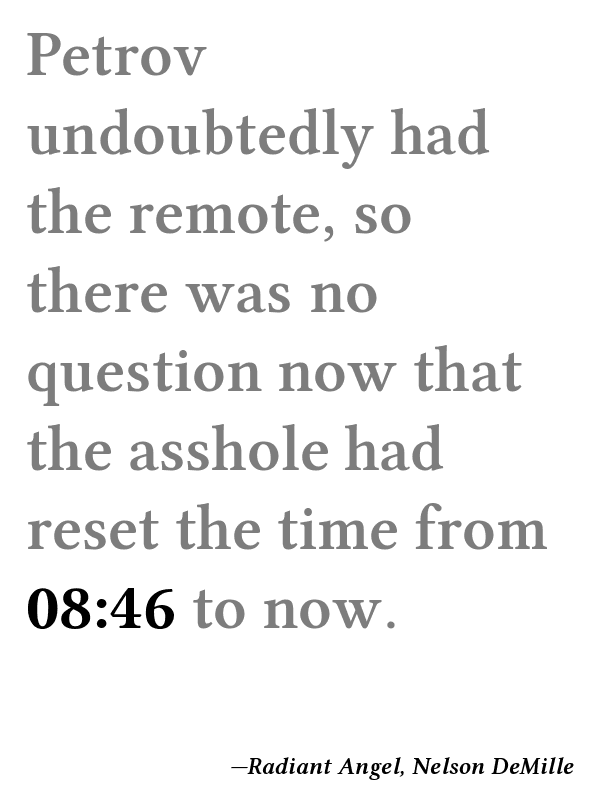 Petrov
undoubtedly had
the remote, so
there was no
question now that
the asshole had
reset the time from
08:46 to now.
—Radiant Angel, Nelson DeMille